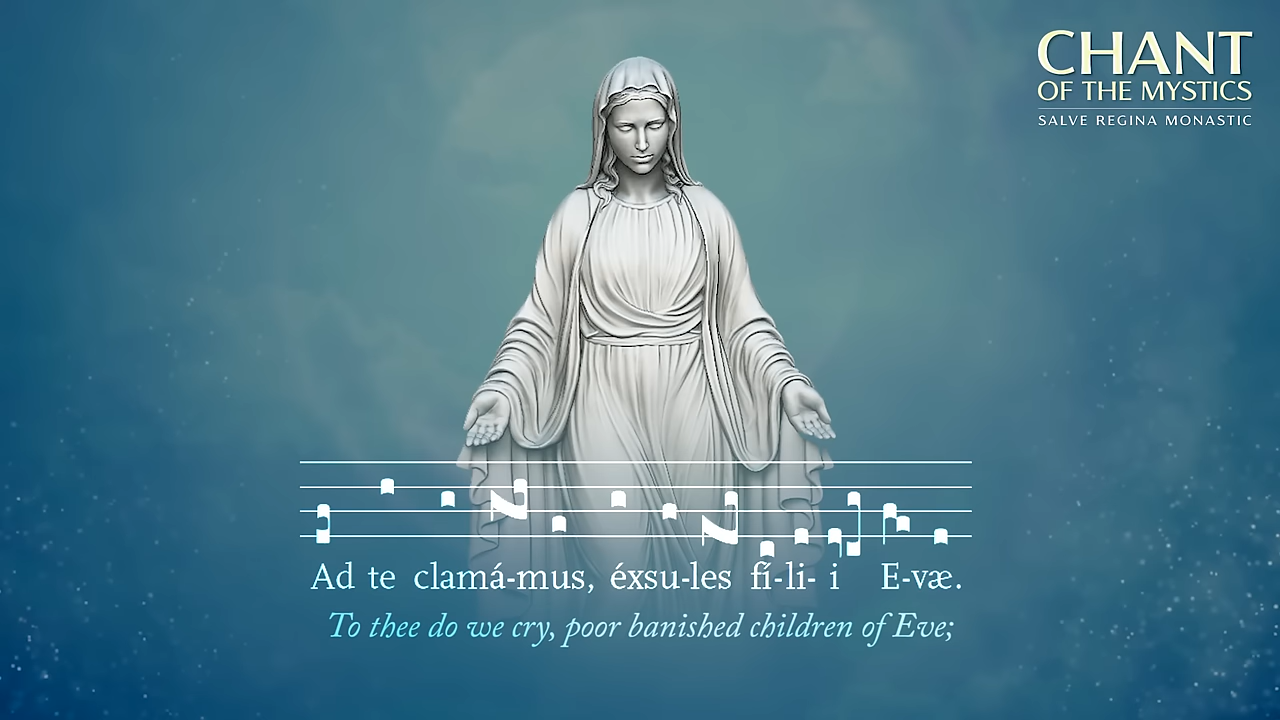 CHANT
OF THE MYSTICS
SALVE REGINA MONASTIC
Ad te clamá-mus, éxsu-les fí-li- i E-væ.
To thee do we cry, poor banished children of Eve;